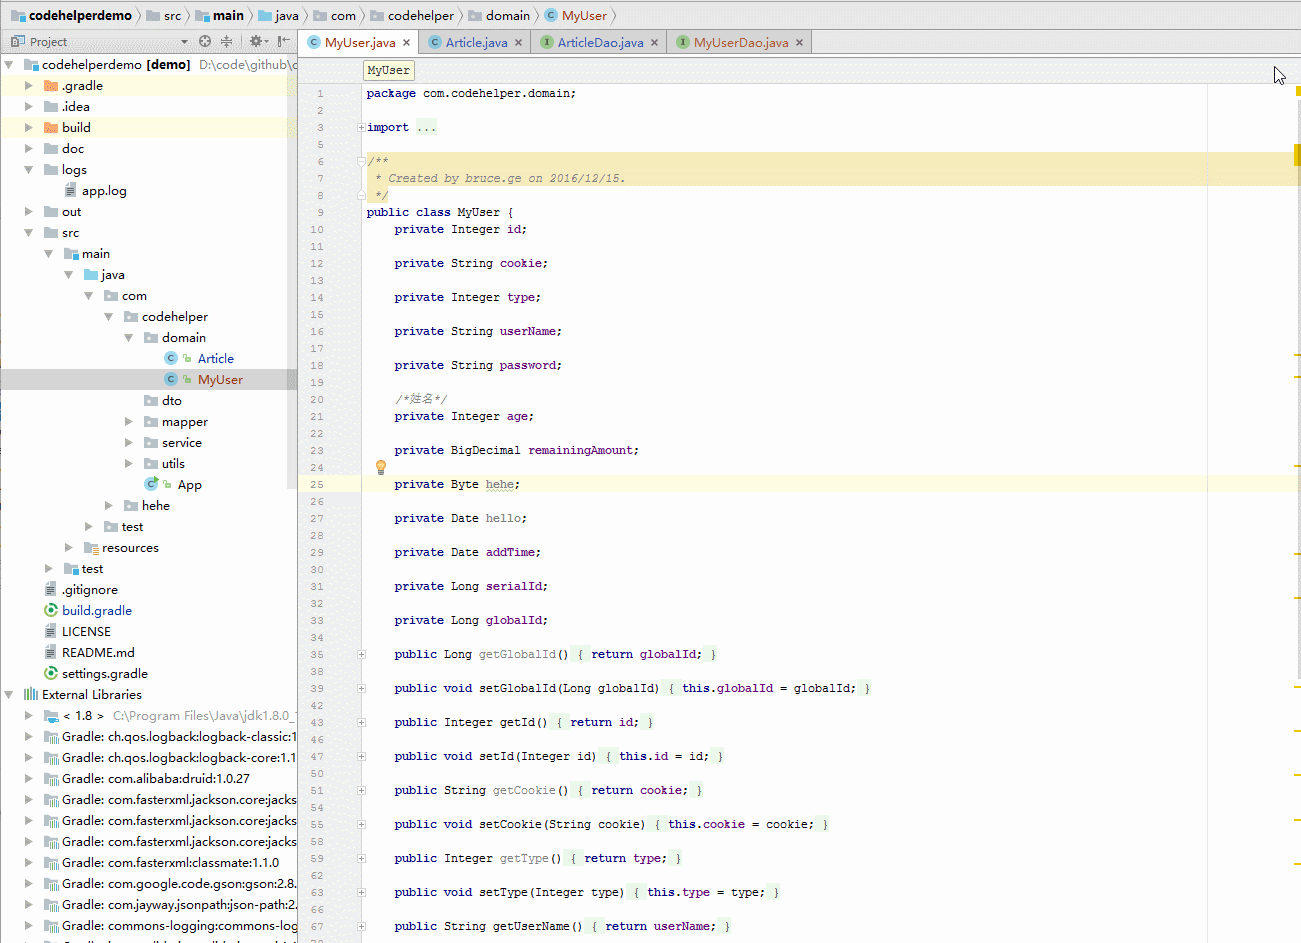 codehelperdemo src main java com codehelper domain MyUser
Project
MyUser.java Article.java ArticleDao.java MyUserDao.java
codehelperdemo [demo] D:\code\github\c
.gradle
.idea
build
doc
logs
app.log
out
src
main
java
com
codehelper
domain
Article
MyUser
dto
mapper
service
utils
App
hehe
test
resources
test
.gitignore
build.gradle
LICENSE
README.md
settings.gradle
External Libraries
< 1.8 > C:\Program Files\Java\jdk1.8.0_
Gradle: ch.qos.logback:logback-classic:1
Gradle: ch.qos.logback:logback-core:1.1
Gradle: com.alibaba:druid:1.0.27
Gradle: com.fasterxml.jackson.core:jacks
Gradle: com.fasterxml.jackson.core:jacks
Gradle: com.fasterxml.jackson.core:jacks
Gradle: com.fasterxml:classmate:1.1.0
Gradle: com.google.code.gson:gson:2.8.
Gradle: com.jayway.jsonpath:json-path:2.
Gradle: commons-logging:commons-log
MyUser
1 package com.codehelper.domain;
2
3 import ...
5
6 /**
7 * Created by bruce.ge on 2016/12/15.
8 */
9 public class MyUser {
10 private Integer id;
11
12 private String cookie;
13
14 private Integer type;
15
16 private String userName;
17
18 private String password;
19
20 /*姓名*/
21 private Integer age;
22
23 private BigDecimal remainingAmount;
24
25 private Byte hehe;
26
27 private Date hello;
28
29 private Date addTime;
30
31 private Long serialId;
32
33 private Long globalId;
34
35 public Long getGlobalId() { return globalId; }
38
39 public void setGlobalId(Long globalId) { this.globalId = globalId; }
42
43 public Integer getId() { return id; }
46
47 public void setId(Integer id) { this.id = id; }
50
51 public String getCookie() { return cookie; }
54
55 public void setCookie(String cookie) { this.cookie = cookie; }
58
59 public Integer getType() { return type; }
62
63 public void setType(Integer type) { this.type = type; }
66
67 public String getUserName() { return userName; }